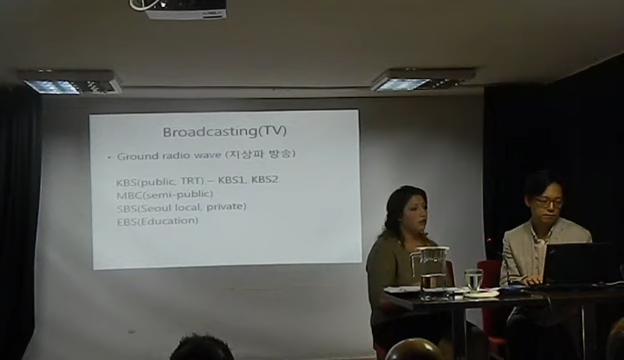 Broadcasting(TV)
• Ground radio wave (지상파 방송)
KBS(public, TRT) – KBS1, KBS2
MBC(semi-public)
SBS(Seoul local, private)
EBS(Education)